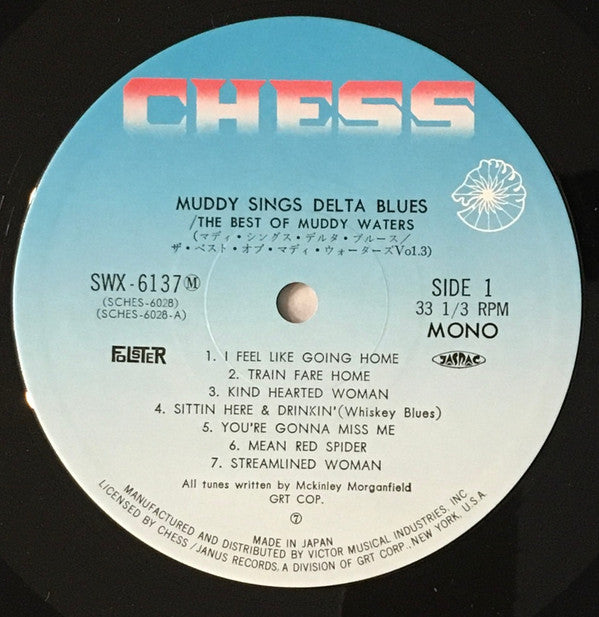 CHESS
MUDDY SINGS DELTA BLUES
/THE BEST OF MUDDY WATERS
(マディ・シングス・デルタ・ブルース/
ザ・ベスト・オブ・マディ・ウォーターズVol.3)
SWX-6137Ⓜ
(SCHES-6028)
(SCHES-6028-A)
SIDE 1
33 1/3 RPM
MONO
FOLSTER
JASRAC
1. I FEEL LIKE GOING HOME
2. TRAIN FARE HOME
3. KIND HEARTED WOMAN
4. SITTIN HERE & DRINKIN'(Whiskey Blues)
5. YOU'RE GONNA MISS ME
6. MEAN RED SPIDER
7. STREAMLINED WOMAN
All tunes written by Mckinley Morganfield
GRT COP.
⑦
MADE IN JAPAN
MANUFACTURED AND DISTRIBUTED BY VICTOR MUSICAL INDUSTRIES, INC
LICENSED BY CHESS/JANUS RECORDS, A DIVISION OF GRT CORP., NEW YORK, U.S.A.